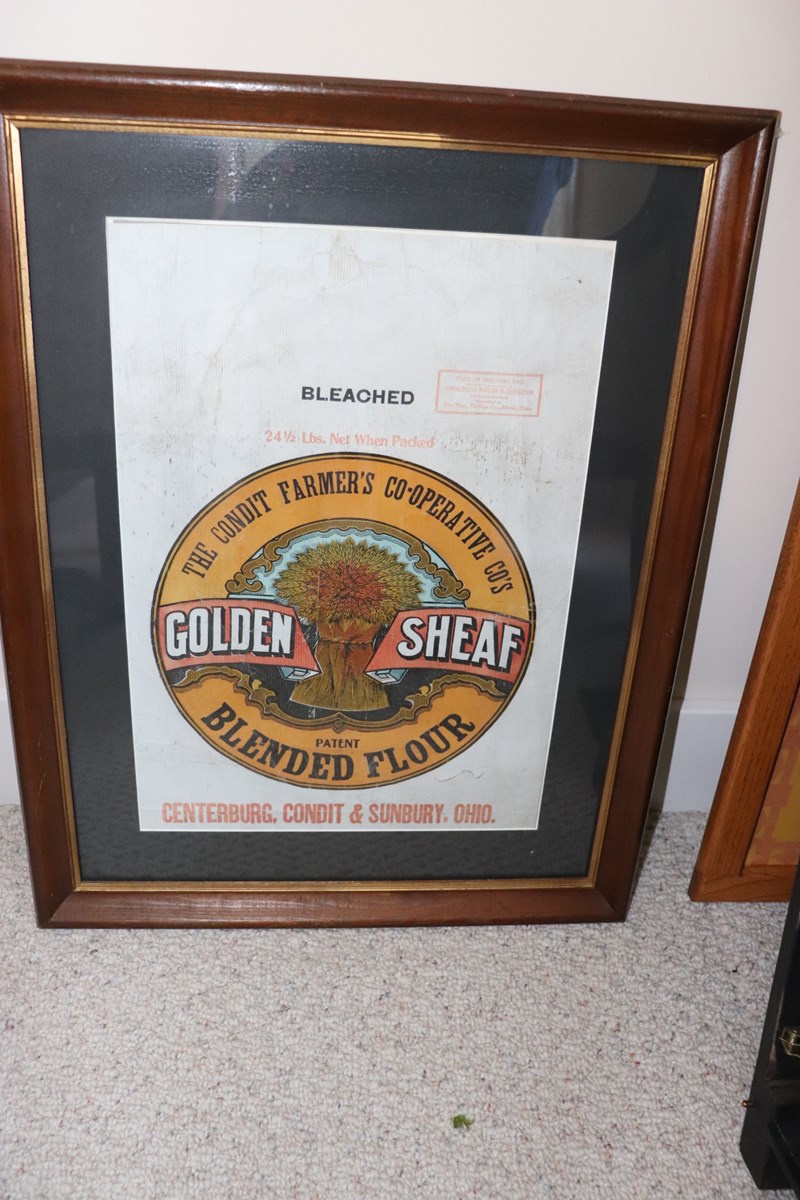 BLEACHED
24½ Lbs. Net When Packed
THE CONDIT FARMER'S CO-OPERATIVE CO'S
GOLDEN SHEAF
PATENT
BLENDED FLOUR
CENTERBURG, CONDIT & SUNBURY, OHIO.